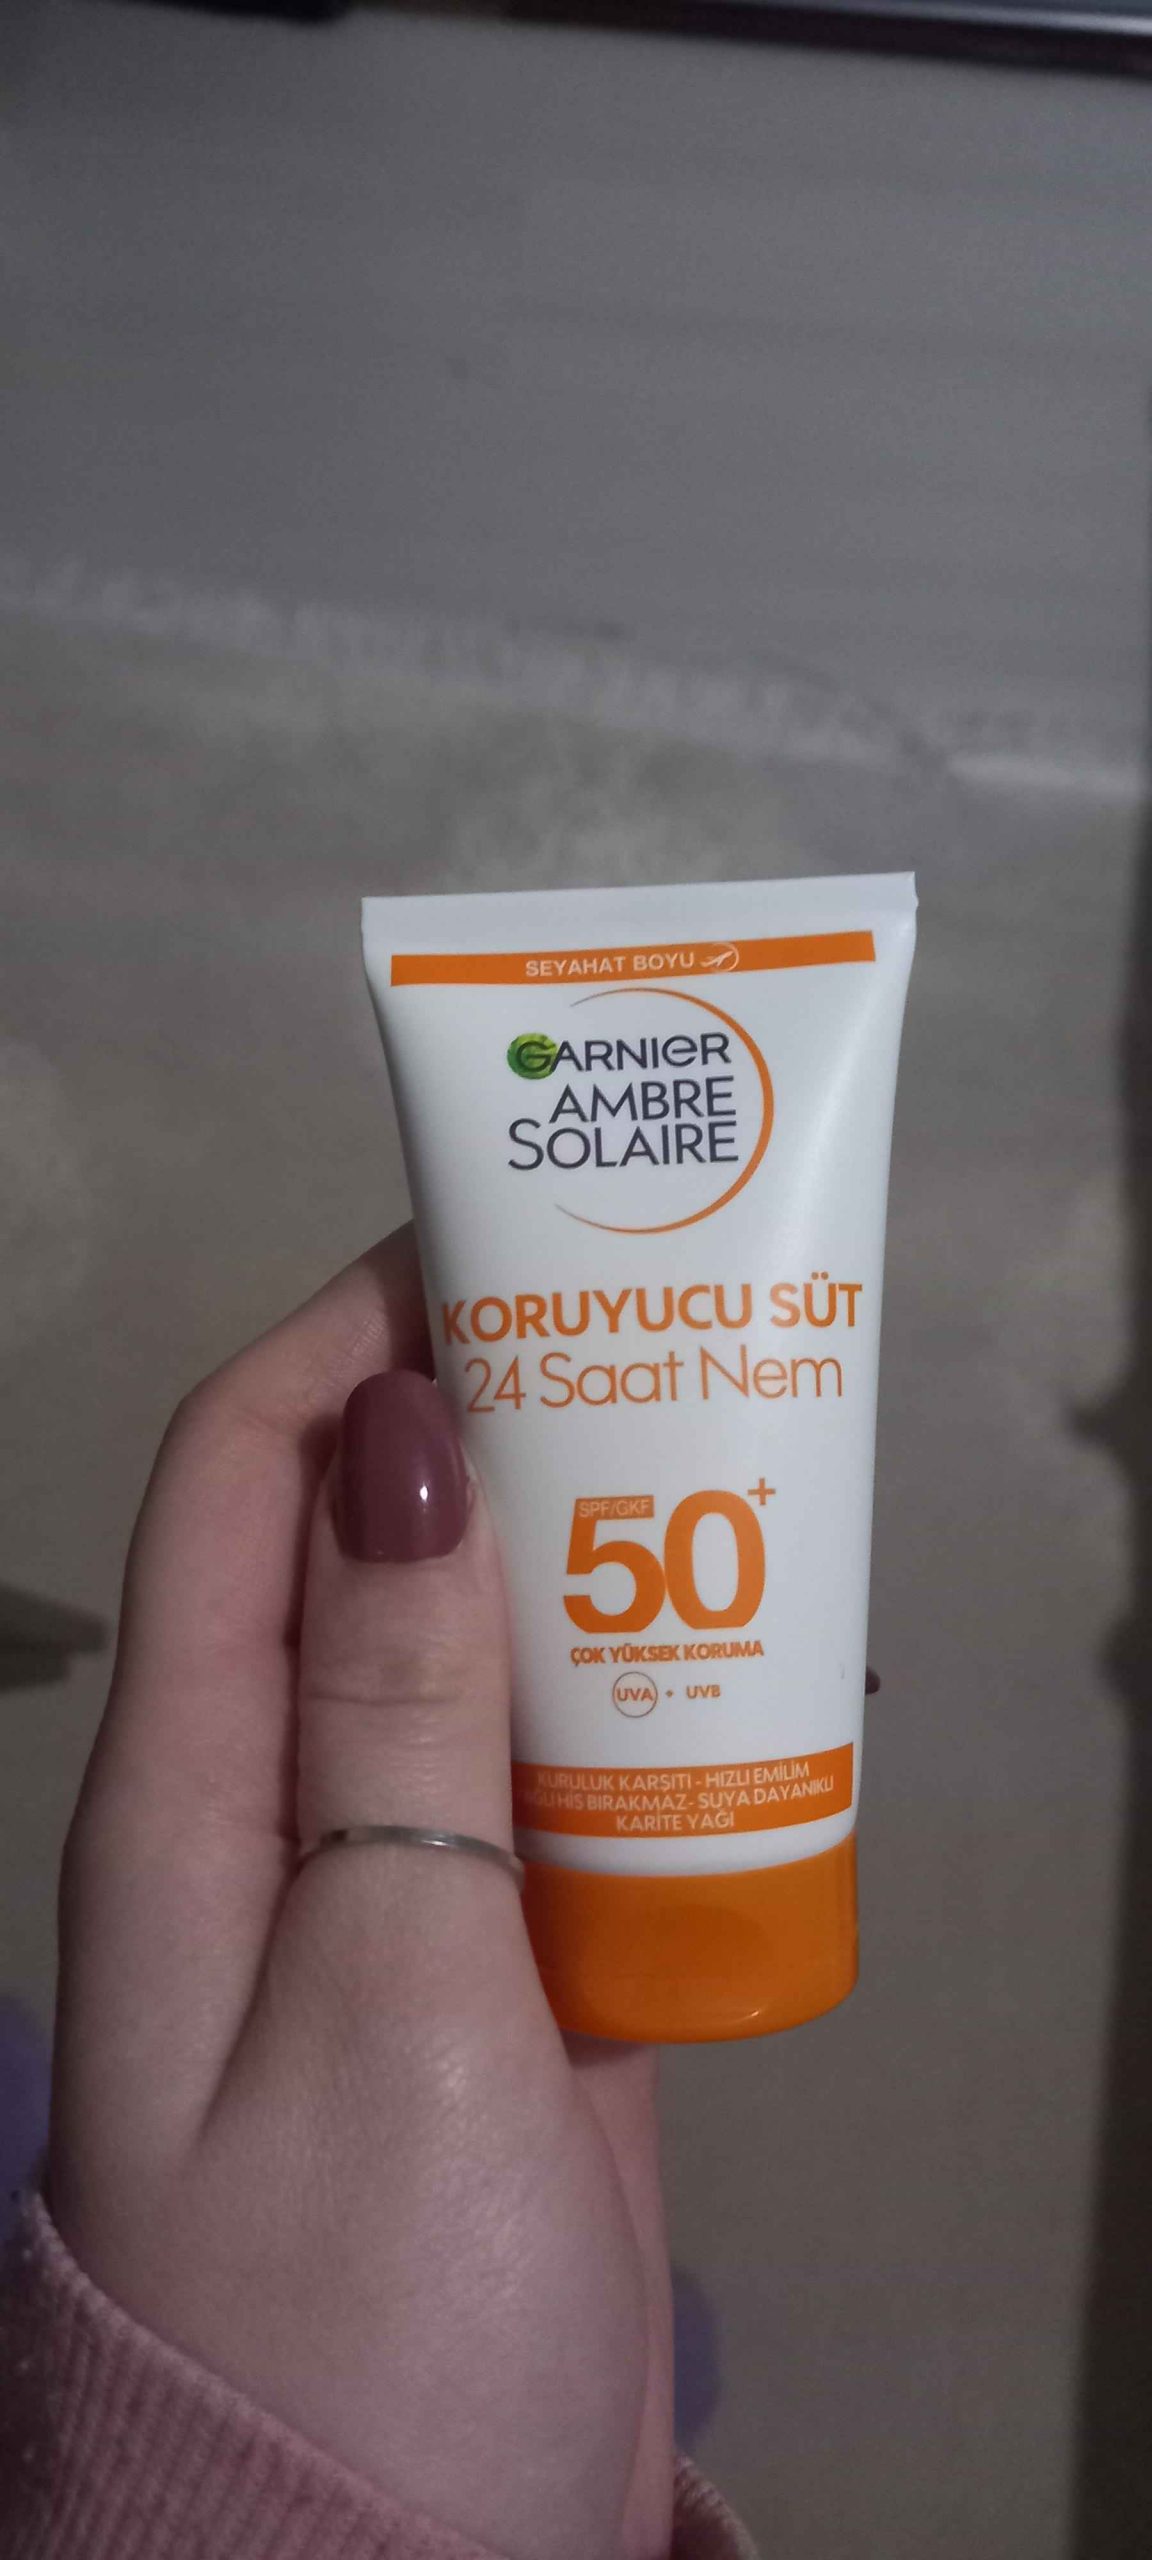 SEYAHAT BOYU
GARNIER
AMBRE
SOLAIRE
KORUYUCU SÜT
24 Saat Nem
SPF/GKF
50+
ÇOK YÜKSEK KORUMA
UVA + UVB
KURULUK KARŞITI - HIZLI EMİLİM
HİS BIRAKMAZ- SUYA DAYANIKLI
KARİTE YAĞI